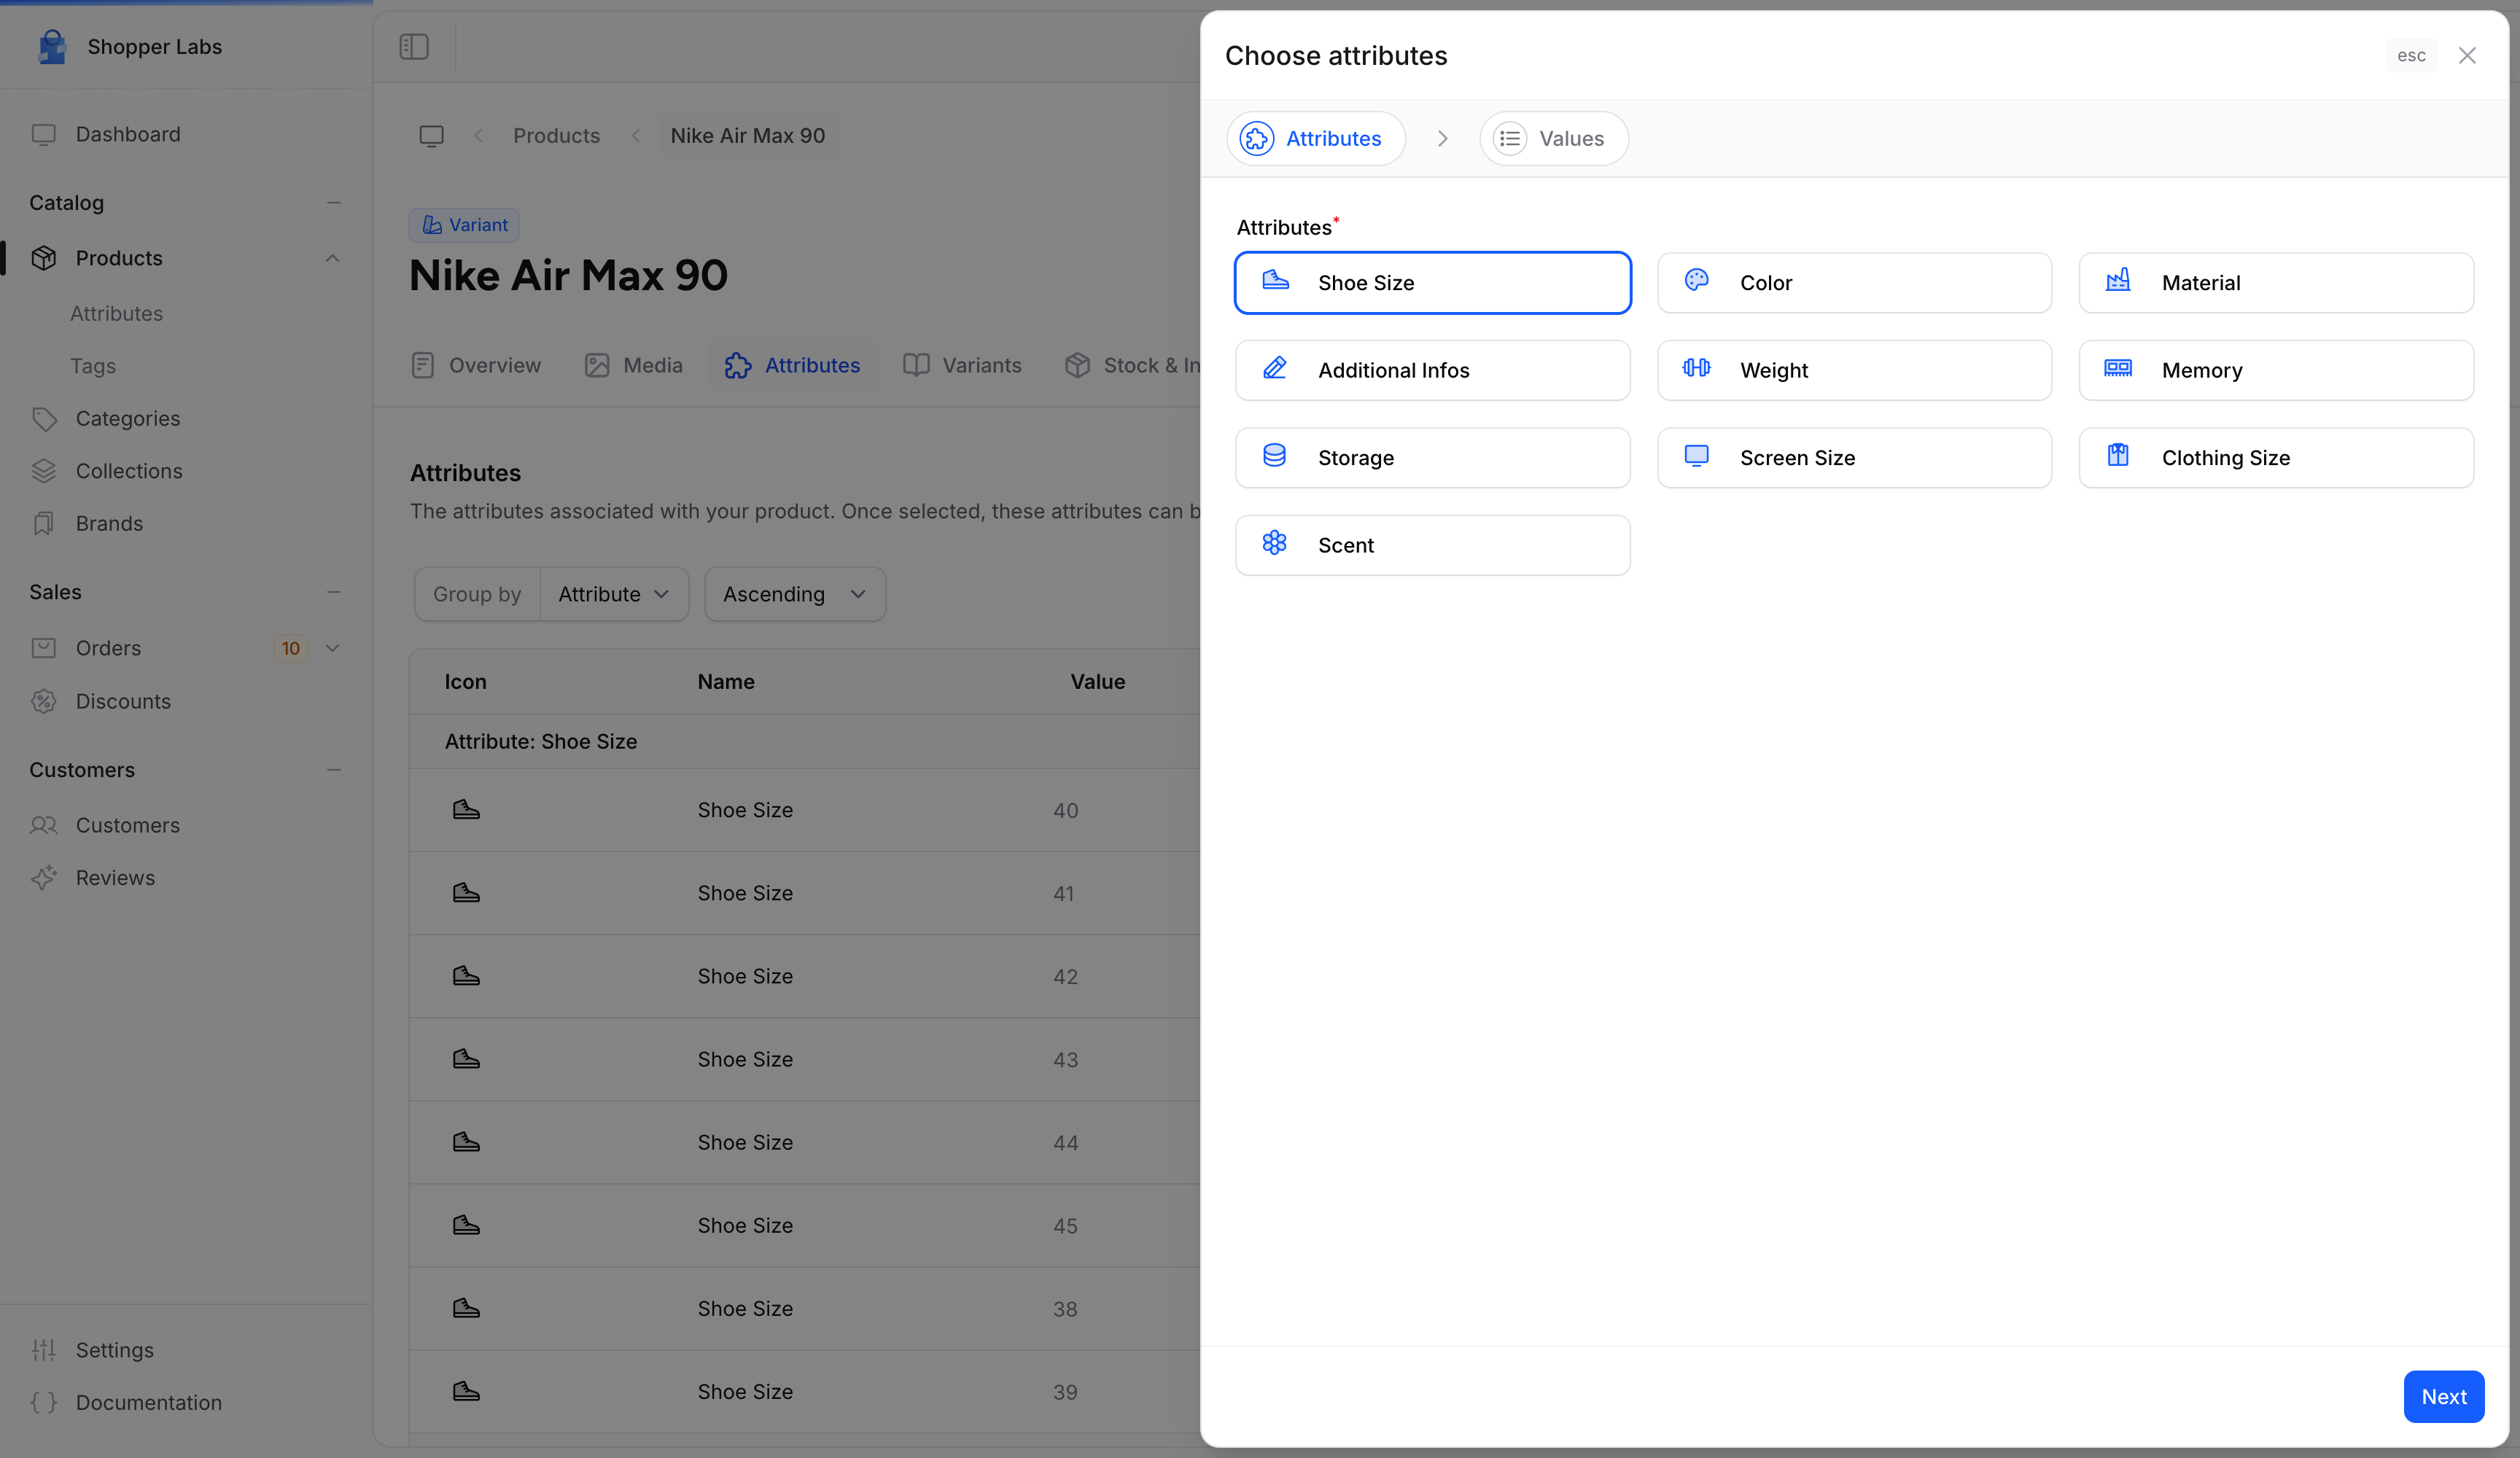 Shopper Labs
Dashboard
Catalog
Products
Attributes
Tags
Categories
Collections
Brands
Sales
Orders 10
Discounts
Customers
Customers
Reviews
Settings
Documentation
Products Nike Air Max 90
Variant
Nike Air Max 90
Overview Media Attributes Variants Stock & In
Attributes
The attributes associated with your product. Once selected, these attributes can b
Group by Attribute Ascending
Icon Name Value
Attribute: Shoe Size
Shoe Size 40
Shoe Size 41
Shoe Size 42
Shoe Size 43
Shoe Size 44
Shoe Size 45
Shoe Size 38
Shoe Size 39
Choose attributes esc
Attributes Values
Attributes*
Shoe Size Color Material
Additional Infos Weight Memory
Storage Screen Size Clothing Size
Scent
Next